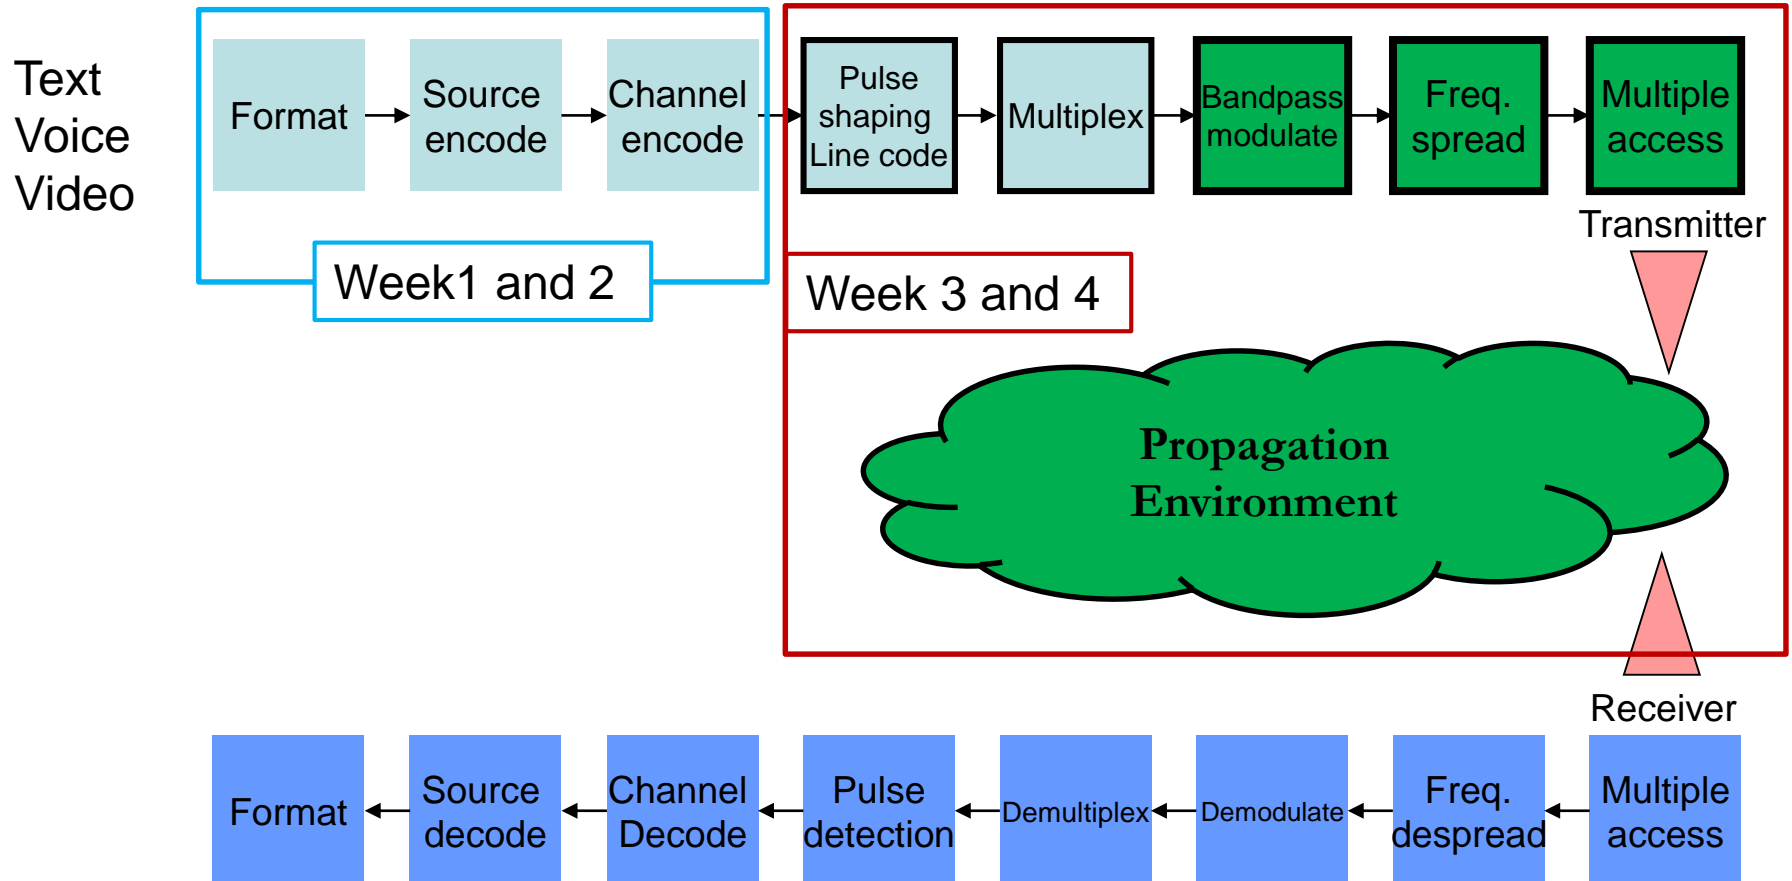 Text
Voice
Video
Format
Source
encode
Channel
encode
Pulse
shaping
Line code
Multiplex
Bandpass
modulate
Freq.
spread
Multiple
access
Transmitter
Week1 and 2
Week 3 and 4
Propagation
Environment
Receiver
Format
Source
decode
Channel
Decode
Pulse
detection
Demultiplex
Demodulate
Freq.
despread
Multiple
access